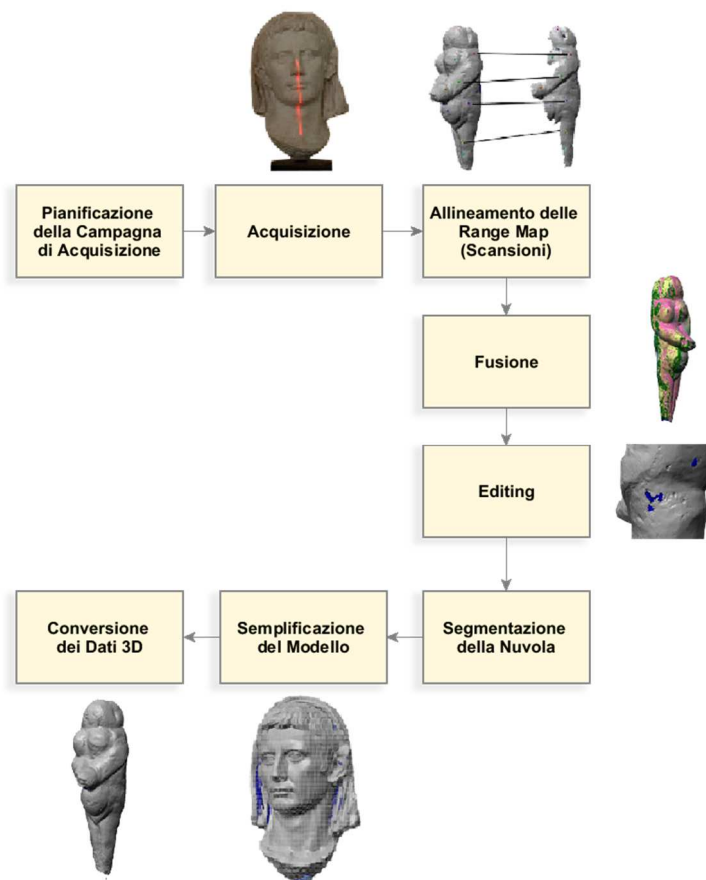 Pianificazione
della Campagna
di Acquisizione
Acquisizione
Allineamento delle
Range Map
(Scansioni)
Fusione
Editing
Segmentazione
della Nuvola
Semplificazione
del Modello
Conversione
dei Dati 3D